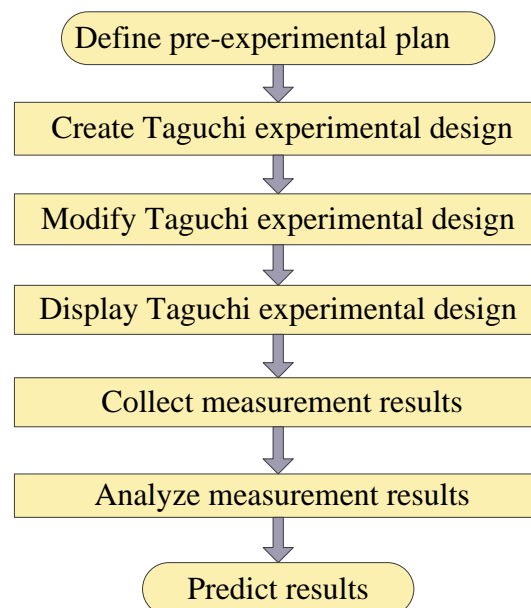 Define pre-experimental plan
Create Taguchi experimental design
Modify Taguchi experimental design
Display Taguchi experimental design
Collect measurement results
Analyze measurement results
Predict results